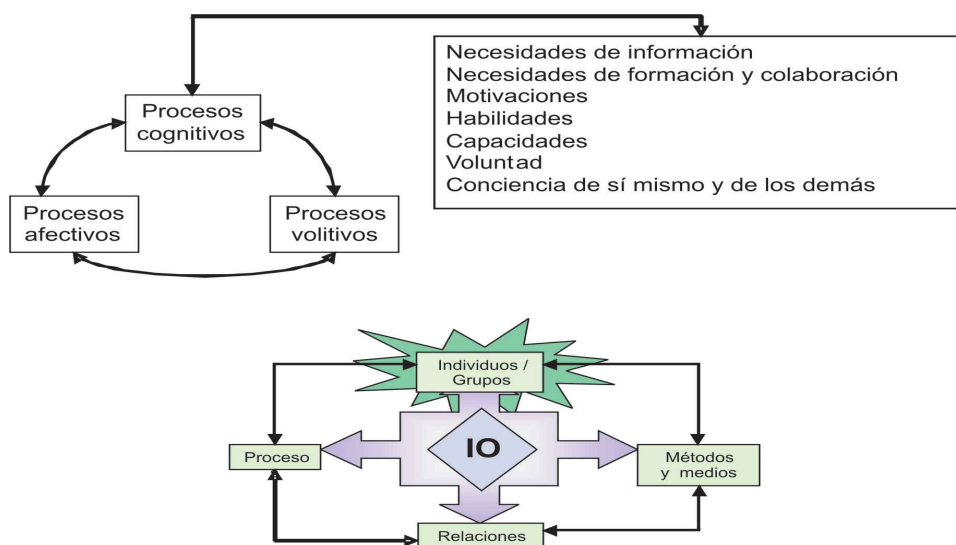 Necesidades de información
Necesidades de formación y colaboración
Motivaciones
Habilidades
Capacidades
Voluntad
Conciencia de sí mismo y de los demás
Procesos
cognitivos
Procesos
afectivos
Procesos
volitivos
Individuos /
Grupos
IO
Proceso
Métodos
y medios
Relaciones